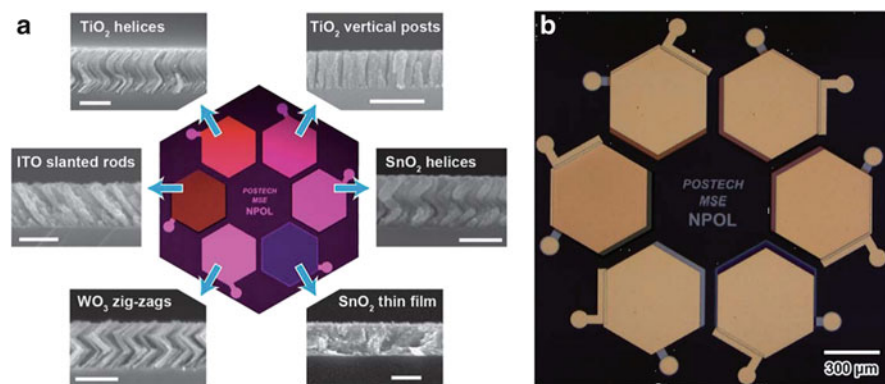 a
TiO₂ helices
TiO₂ vertical posts
ITO slanted rods
SnO₂ helices
POSTECH
MSE
NPOL
WO₃ zig-zags
SnO₂ thin film
b
POSTECH
MSE
NPOL
300 µm